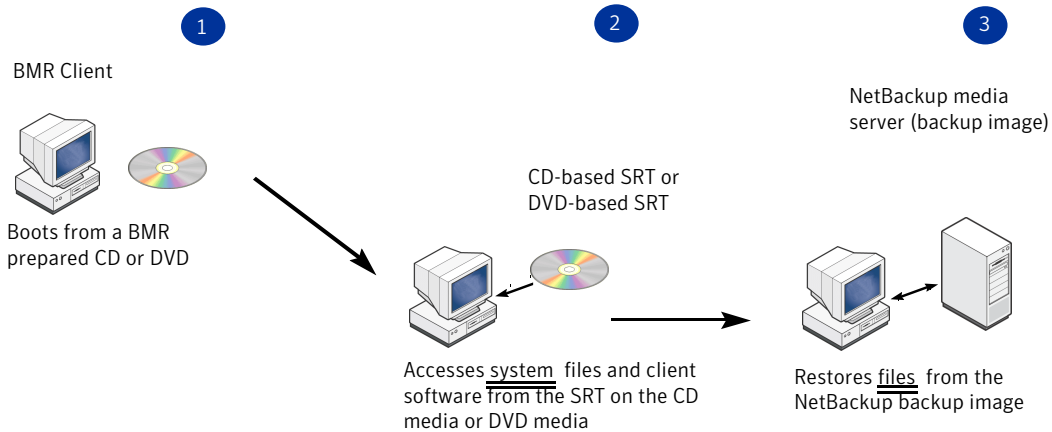 1
2
3
BMR Client
Boots from a BMR
prepared CD or DVD
CD-based SRT or
DVD-based SRT
Accesses system files and client
software from the SRT on the CD
media or DVD media
NetBackup media
server (backup image)
Restores files from the
NetBackup backup image